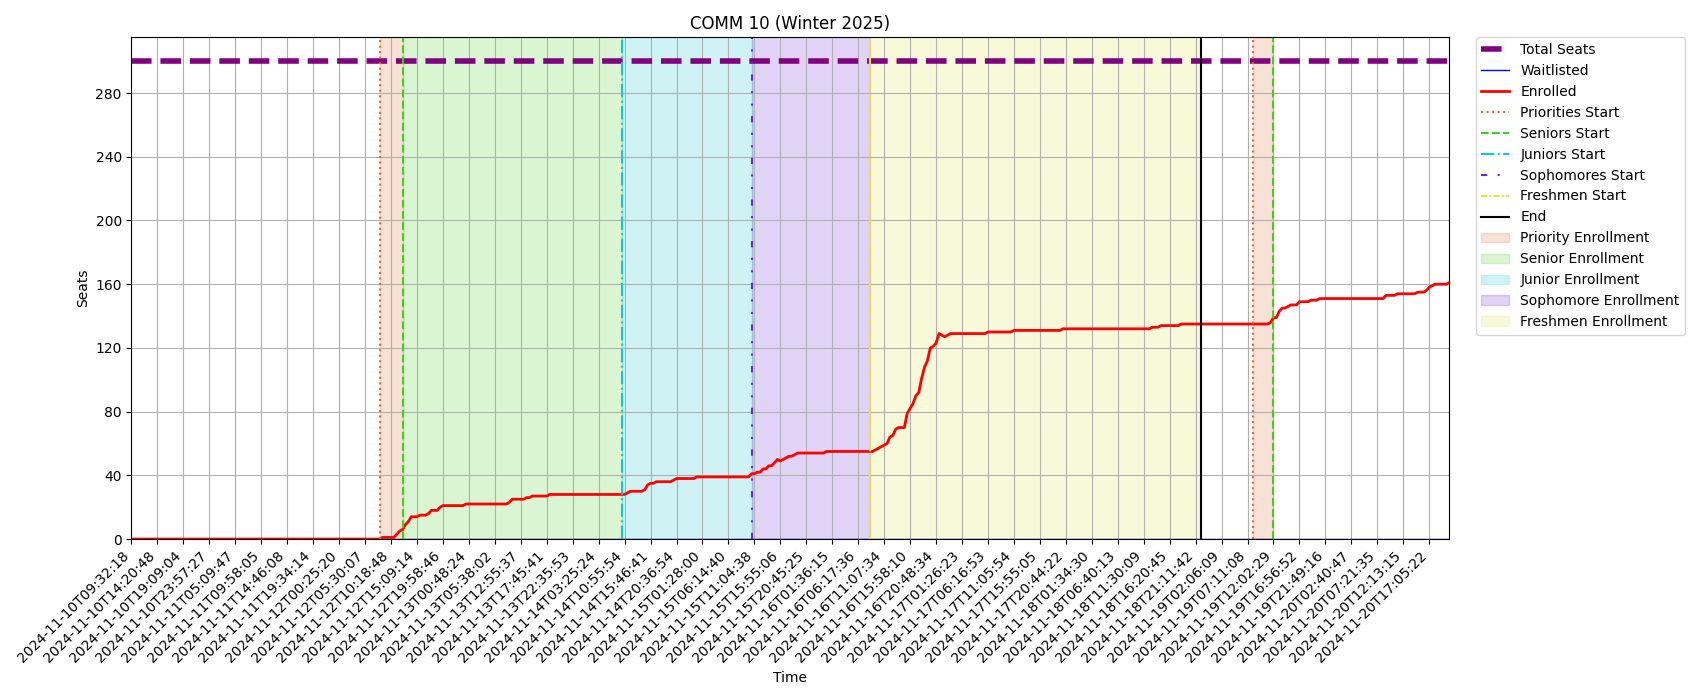 COMM 10 (Winter 2025)
Seats
280
240
200
160
120
80
40
0
2024-11-10T09:32:18
2024-11-10T14:20:48
2024-11-10T19:09:04
2024-11-10T23:57:27
2024-11-11T05:09:47
2024-11-11T09:58:05
2024-11-11T14:46:08
2024-11-11T19:34:14
2024-11-12T00:25:20
2024-11-12T05:30:07
2024-11-12T10:18:48
2024-11-12T15:09:14
2024-11-12T19:58:46
2024-11-13T00:48:24
2024-11-13T05:38:02
2024-11-13T12:55:37
2024-11-13T17:45:41
2024-11-13T22:35:53
2024-11-14T03:25:24
2024-11-14T10:55:54
2024-11-14T15:46:41
2024-11-14T20:36:54
2024-11-15T01:28:00
2024-11-15T06:14:40
2024-11-15T11:04:38
2024-11-15T15:55:06
2024-11-15T20:45:25
2024-11-16T01:36:15
2024-11-16T06:17:36
2024-11-16T11:07:34
2024-11-16T15:58:10
2024-11-16T20:48:34
2024-11-17T01:26:23
2024-11-17T06:16:53
2024-11-17T11:05:54
2024-11-17T15:55:05
2024-11-17T20:44:22
2024-11-18T01:34:30
2024-11-18T06:40:13
2024-11-18T11:30:09
2024-11-18T16:20:45
2024-11-18T21:11:42
2024-11-19T02:06:09
2024-11-19T07:11:08
2024-11-19T12:02:29
2024-11-19T16:56:52
2024-11-19T21:49:16
2024-11-20T02:40:47
2024-11-20T07:21:35
2024-11-20T12:13:15
2024-11-20T17:05:22
Time
Total Seats
Waitlisted
Enrolled
Priorities Start
Seniors Start
Juniors Start
Sophomores Start
Freshmen Start
End
Priority Enrollment
Senior Enrollment
Junior Enrollment
Sophomore Enrollment
Freshmen Enrollment